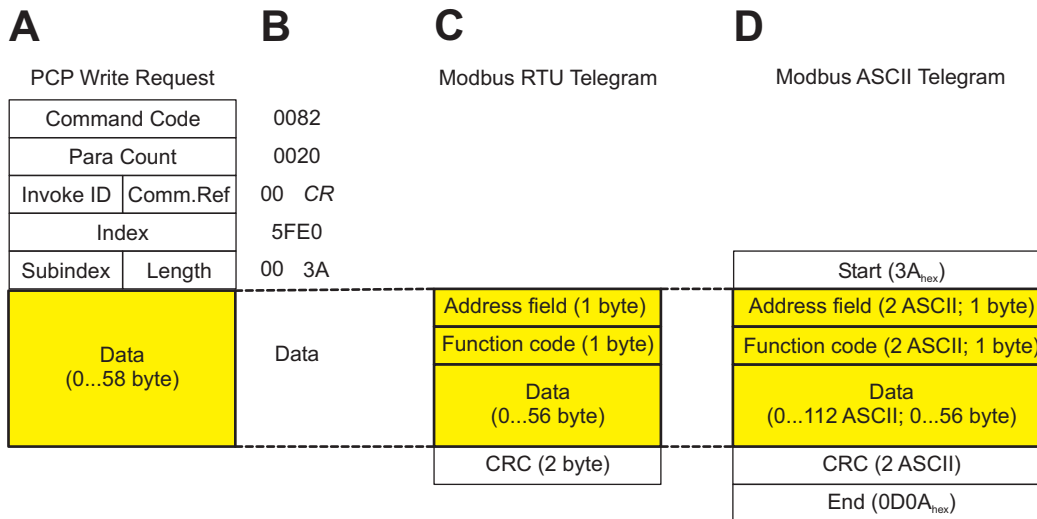 A B C D
PCP Write Request Modbus RTU Telegram Modbus ASCII Telegram
Command Code 0082
Para Count 0020
Invoke ID Comm.Ref 00 CR
Index 5FE0
Subindex Length 00 3A Start (3Ahex)
Address field (1 byte) Address field (2 ASCII; 1 byte)
Function code (1 byte) Function code (2 ASCII; 1 byte)
Data Data Data Data
(0...58 byte) (0...56 byte) (0...112 ASCII; 0...56 byte)
CRC (2 byte) CRC (2 ASCII)
End (0D0Ahex)